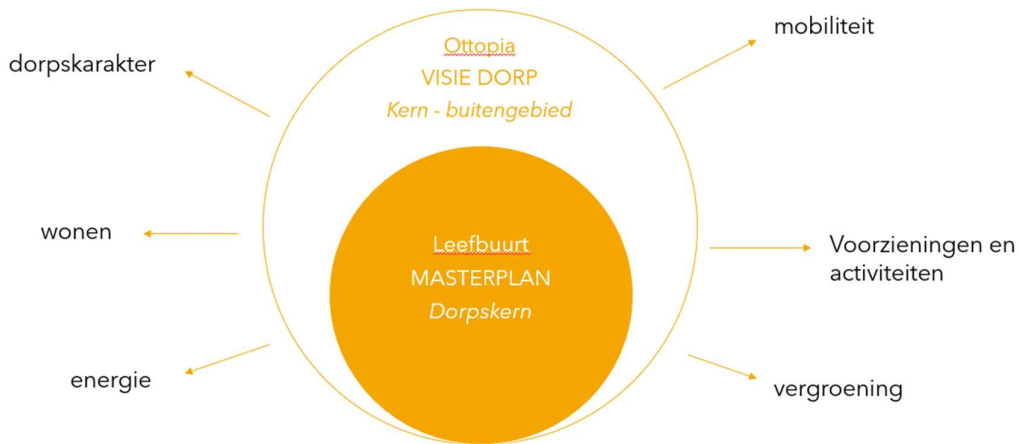 Ottopia
VISIE DORP
Kern - buitengebied
mobiliteit
dorpskarakter
wonen
Leefbuurt
MASTERPLAN
Dorpskern
Voorzieningen en
activiteiten
energie
vergroening